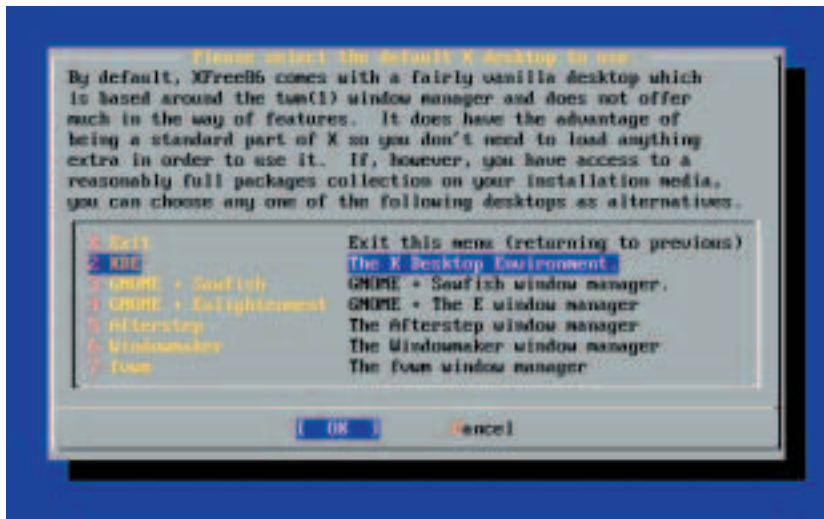 Please select the default X desktop to use.
By default, XFree86 comes with a fairly vanilla desktop which
is based around the twm(1) window manager and does not offer
much in the way of features. It does have the advantage of
being a standard part of X so you don't need to load anything
extra in order to use it. If, however, you have access to a
reasonably full packages collection on your installation media,
you can choose any one of the following desktops as alternatives.
X Exit Exit this menu (returning to previous)
2 KDE The K Desktop Environment.
3 GNOME + Sawfish GNOME + Sawfish window manager.
4 GNOME + Enlightenment GNOME + The E window manager
5 Afterstep The Afterstep window manager
6 Windowmaker The Windowmaker window manager
7 fvwm The fvwm window manager
[ OK ] Cancel